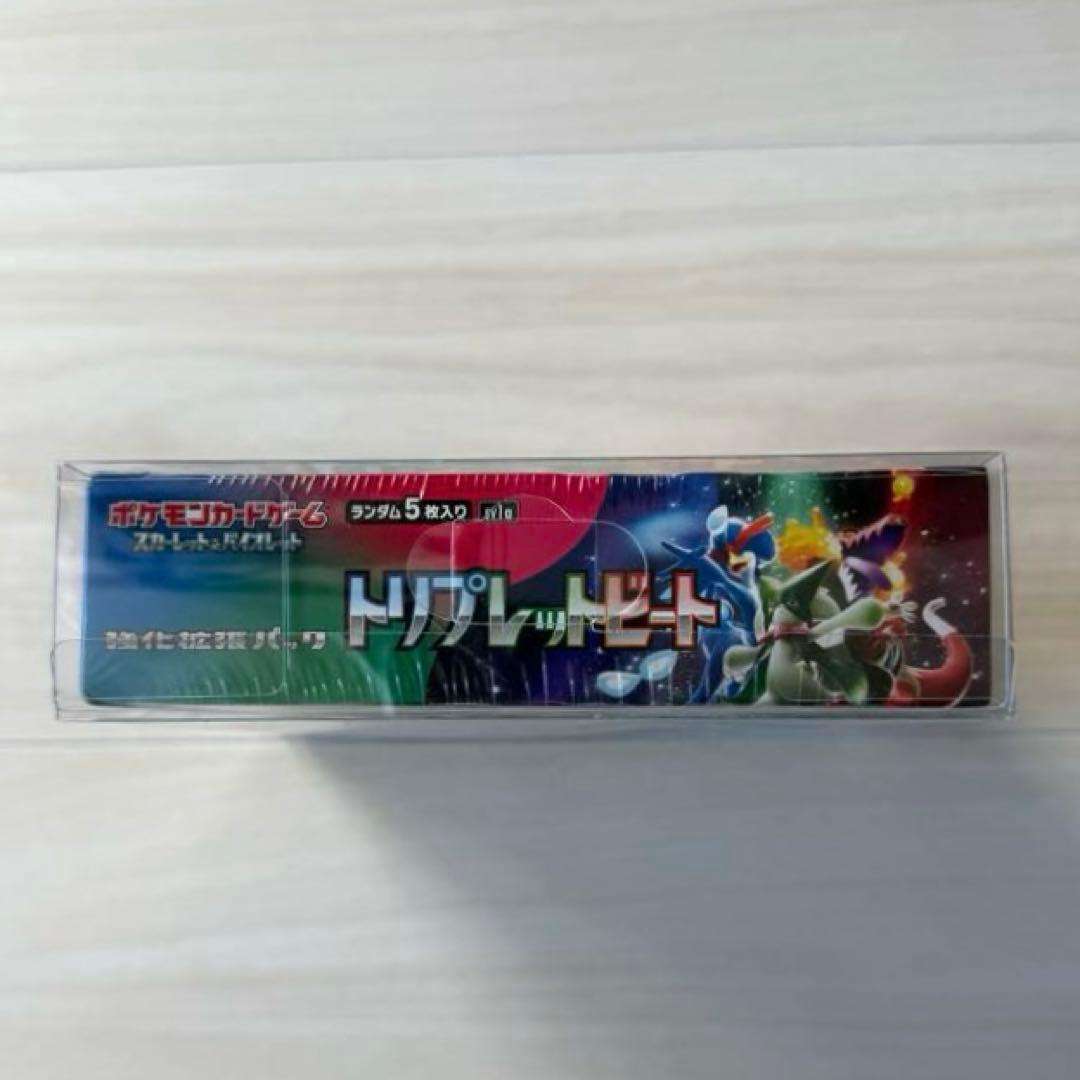 ポケモンカードゲーム
スカーレット&バイオレット
強化拡張パック
ランダム5枚入り sv1a
トリプレットビート